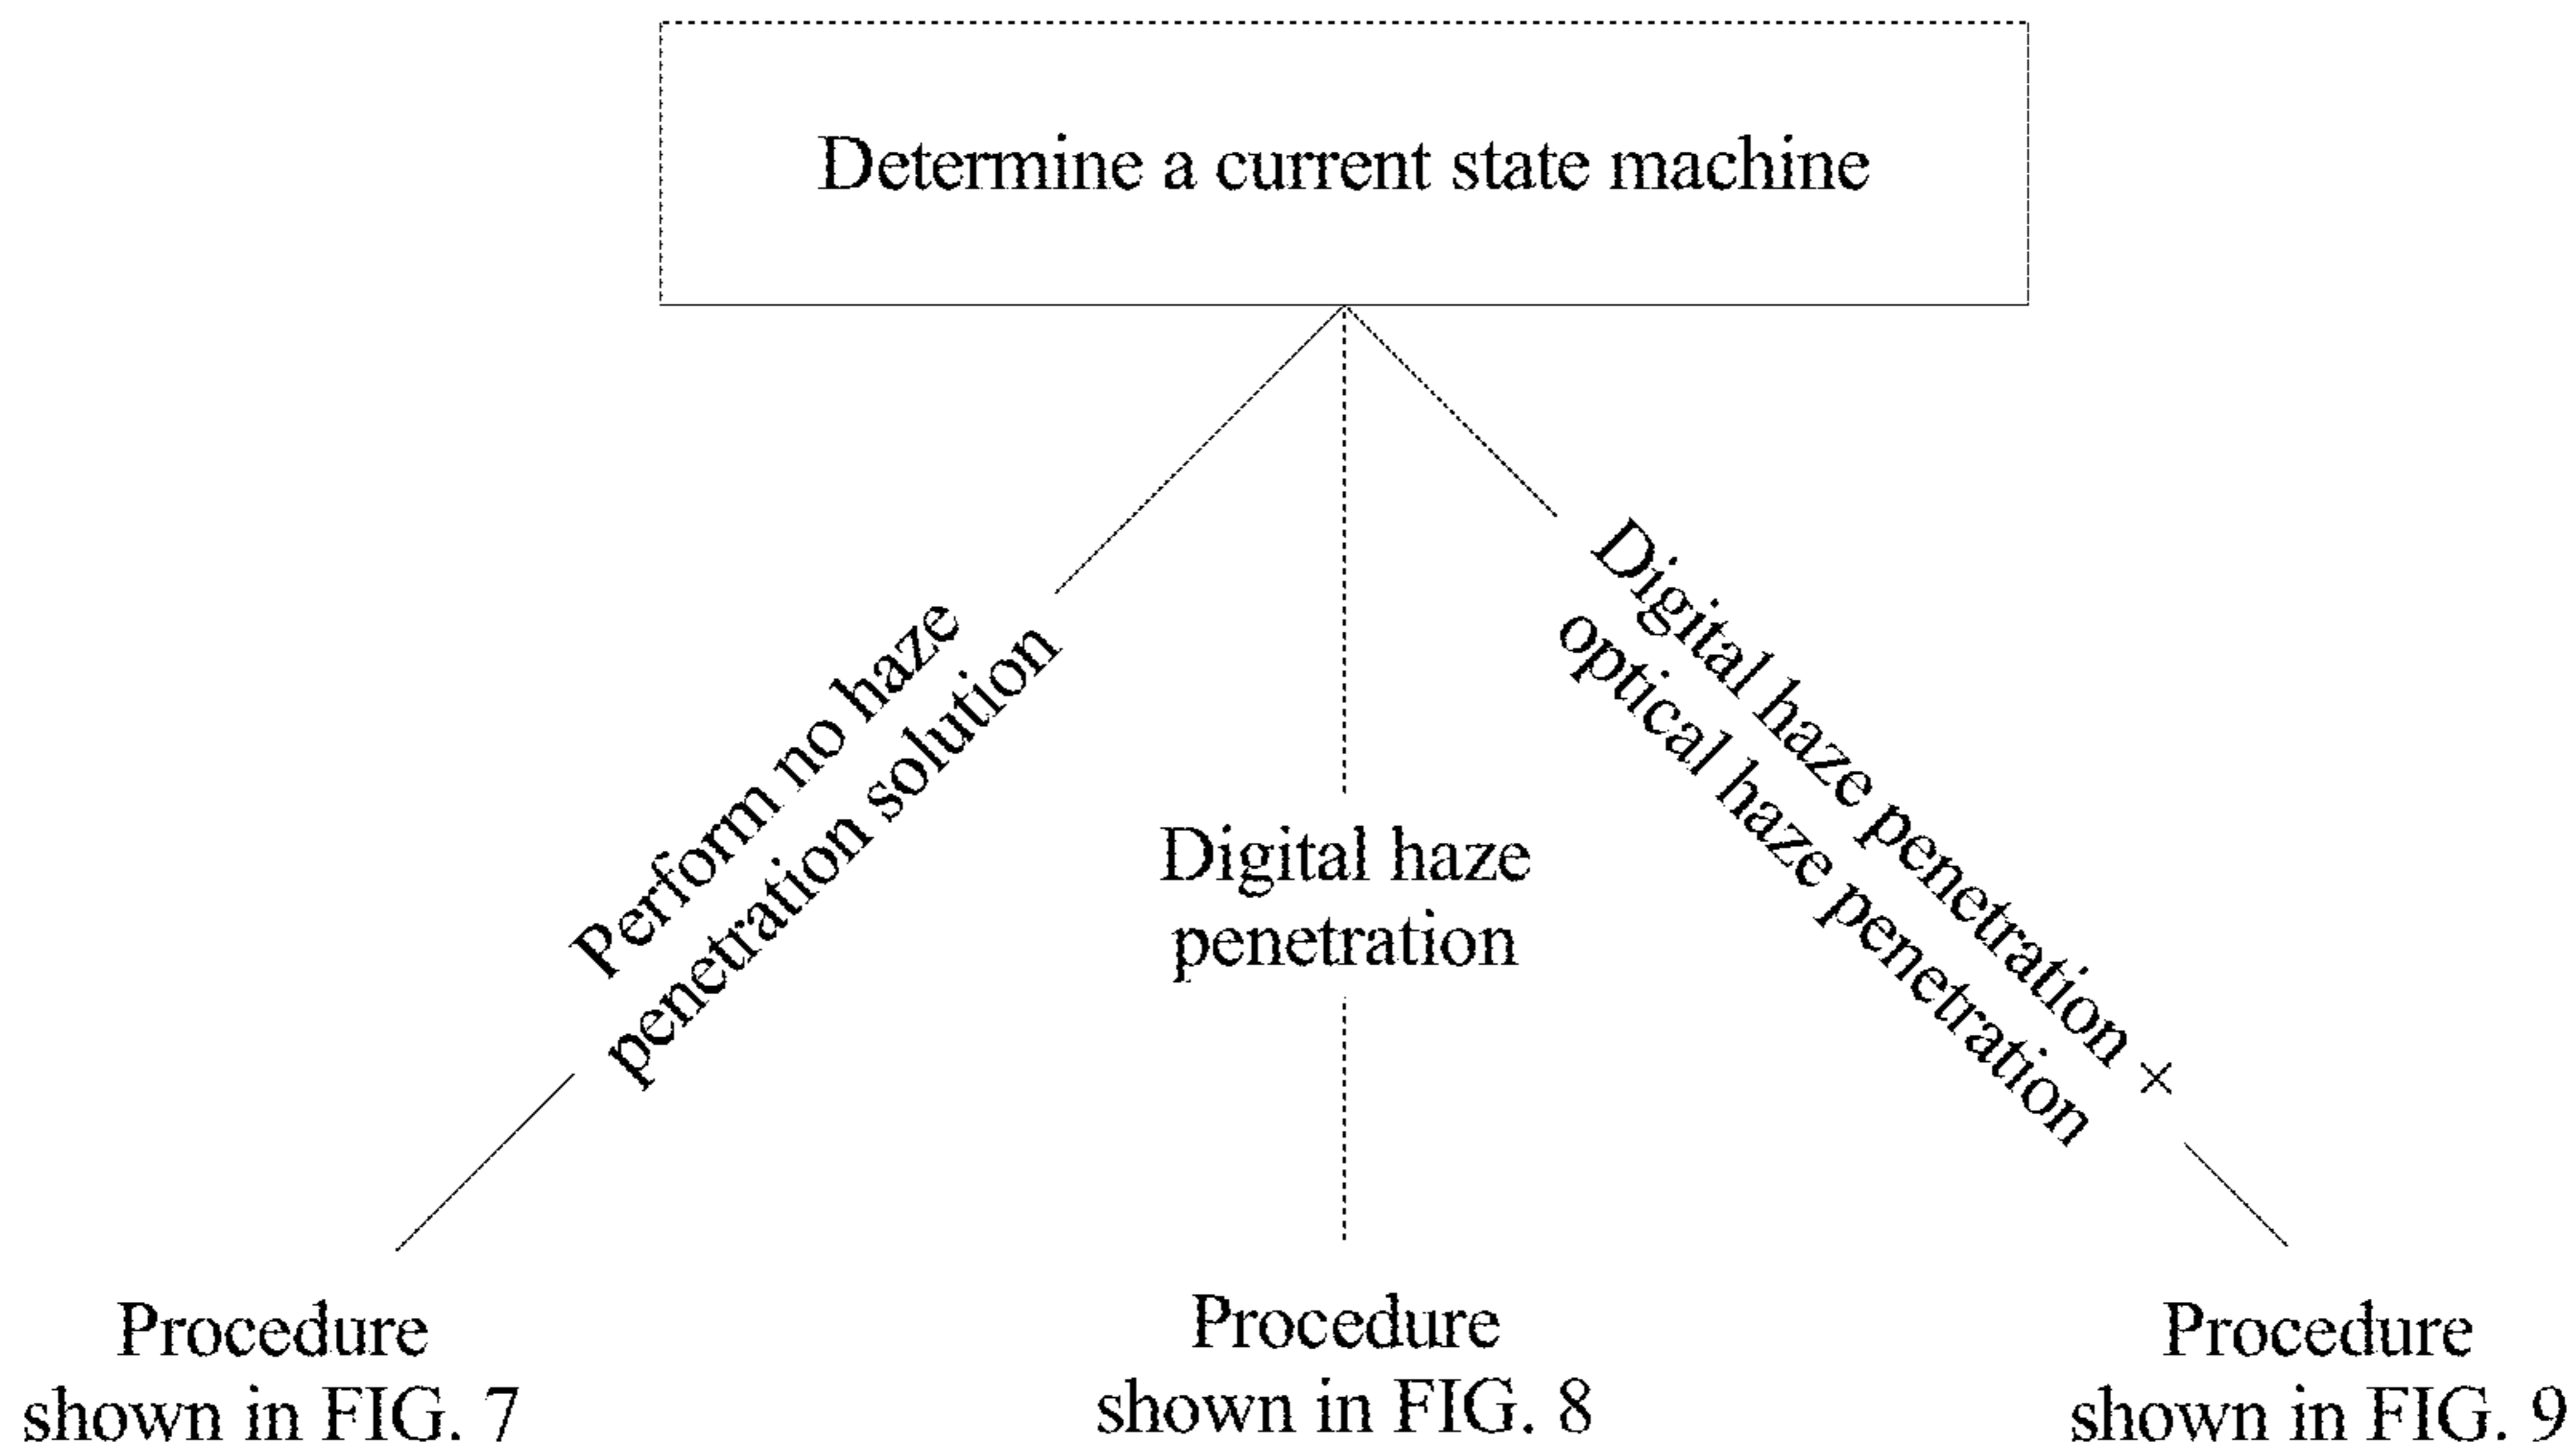 Determine a current state machine
Perform no haze
penetration solution
Digital haze
penetration
Digital haze penetration +
optical haze penetration
Procedure
shown in FIG. 7
Procedure
shown in FIG. 8
Procedure
shown in FIG. 9